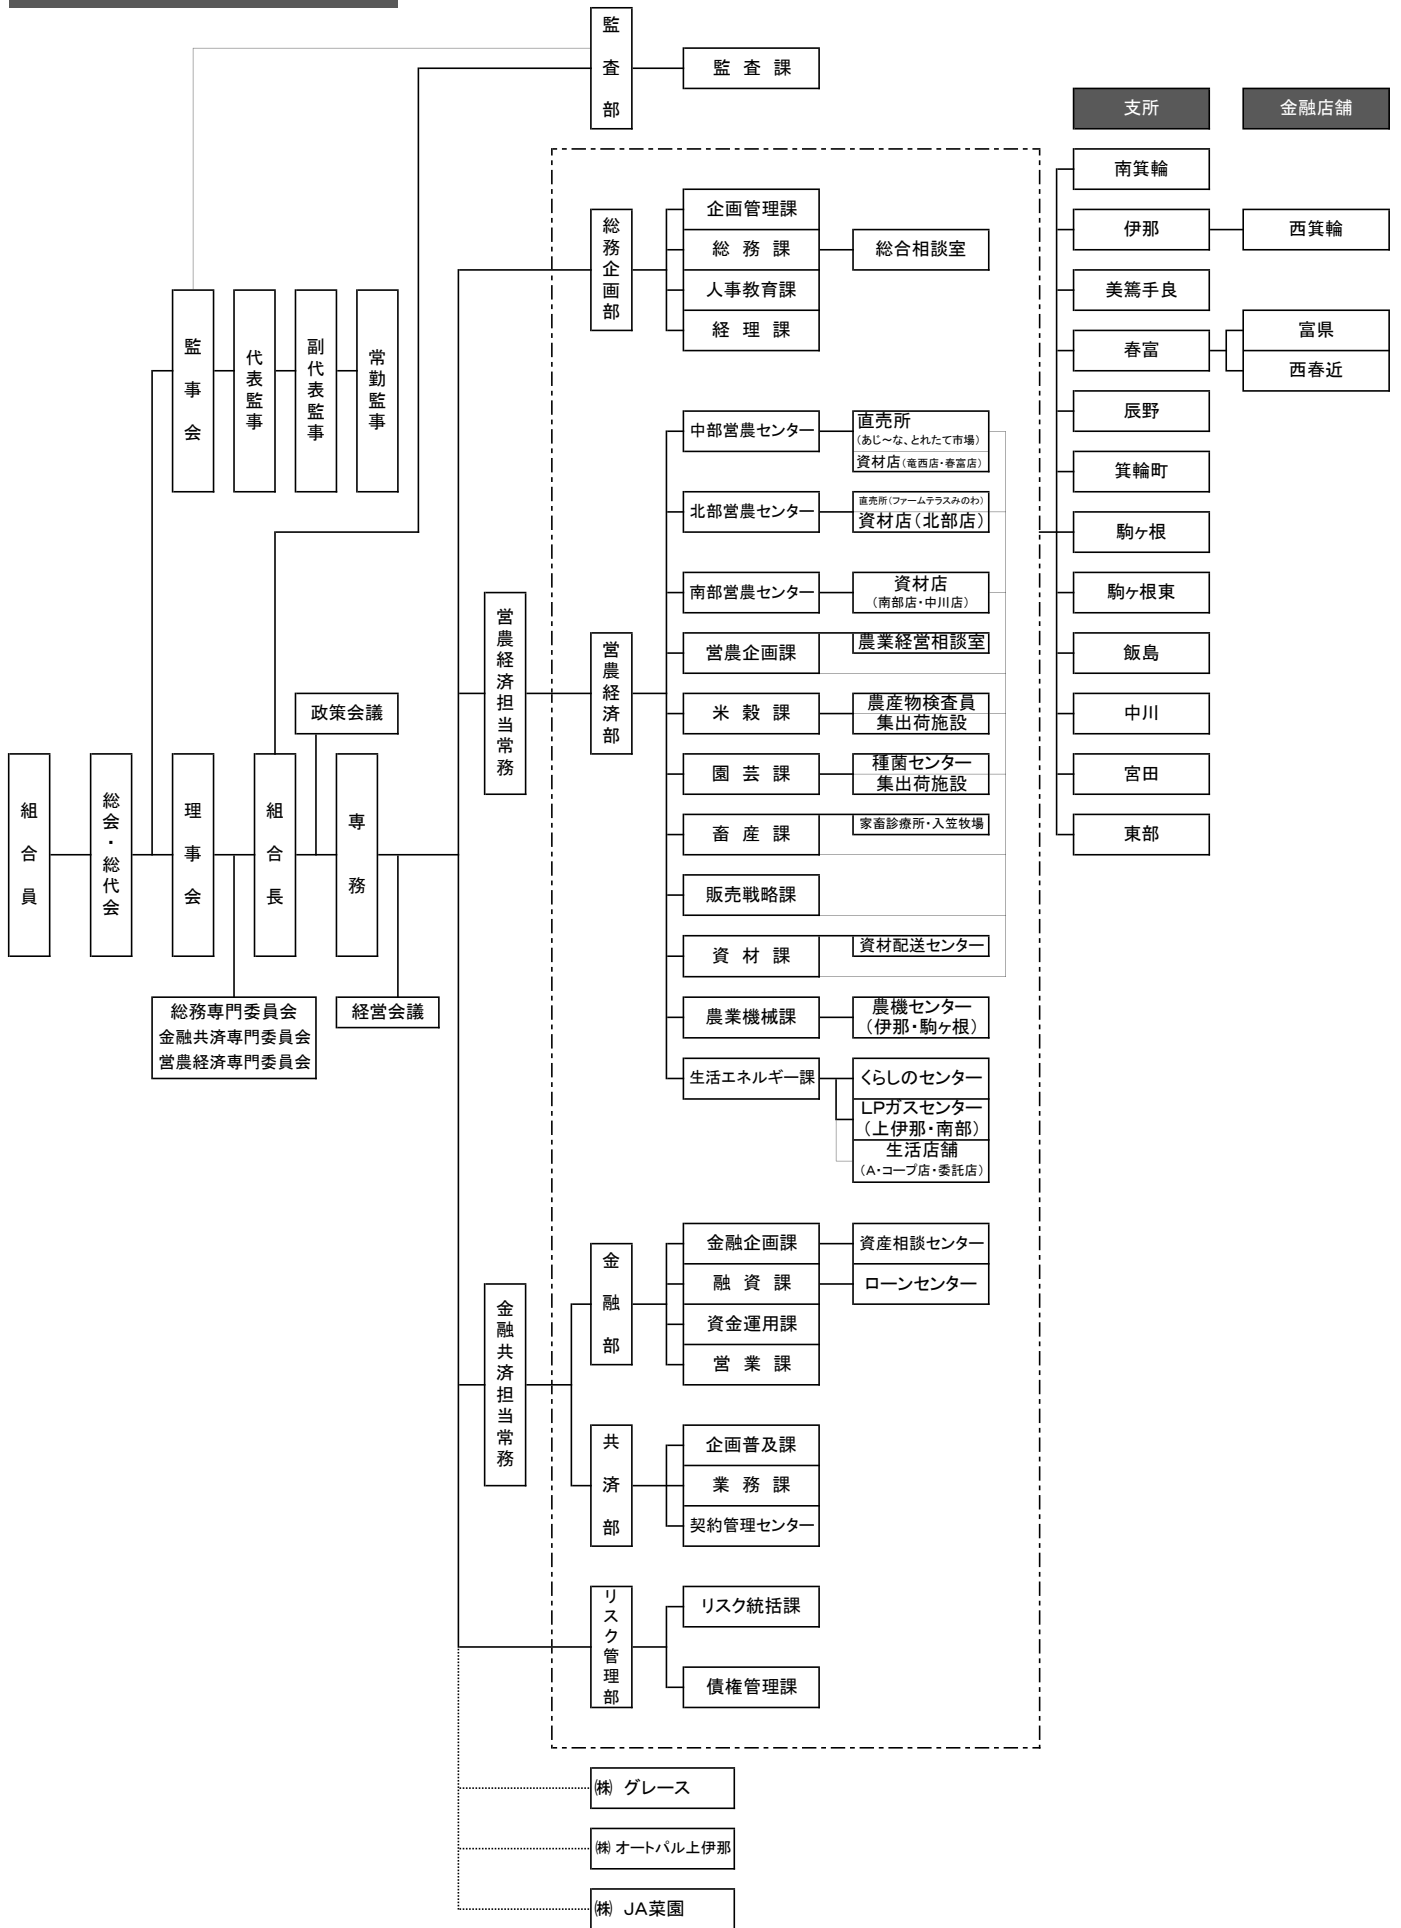 監査部
監査課
支所
金融店舗
南箕輪
伊那
西箕輪
美篶手良
春富
富県
西春近
辰野
箕輪町
駒ヶ根
駒ヶ根東
飯島
中川
宮田
東部
総務企画部
企画管理課
総務課
総合相談室
人事教育課
経理課
監事会
代表監事
副代表監事
常勤監事
営農経済担当常務
営農経済部
中部営農センター
直売所
(あじ~な、とれたて市場)
資材店(竜西店・春富店)
北部営農センター
直売所(ファームテラスみのわ)
資材店(北部店)
南部営農センター
資材店
(南部店・中川店)
営農企画課
農業経営相談室
米穀課
農産物検査員
集出荷施設
園芸課
種菌センター
集出荷施設
畜産課
家畜診療所・入笠牧場
販売戦略課
資材課
資材配送センター
農業機械課
農機センター
(伊那・駒ヶ根)
生活エネルギー課
くらしのセンター
LPガスセンター
(上伊那・南部)
生活店舗
(A・コープ店・委託店)
政策会議
組合員
総会・総代会
理事会
組合長
専務
総務専門委員会
金融共済専門委員会
営農経済専門委員会
経営会議
金融共済担当常務
金融部
金融企画課
資産相談センター
融資課
ローンセンター
資金運用課
営業課
共済部
企画普及課
業務課
契約管理センター
リスク管理部
リスク統括課
債権管理課
㈱ グレース
㈱ オートパル上伊那
㈱ JA菜園